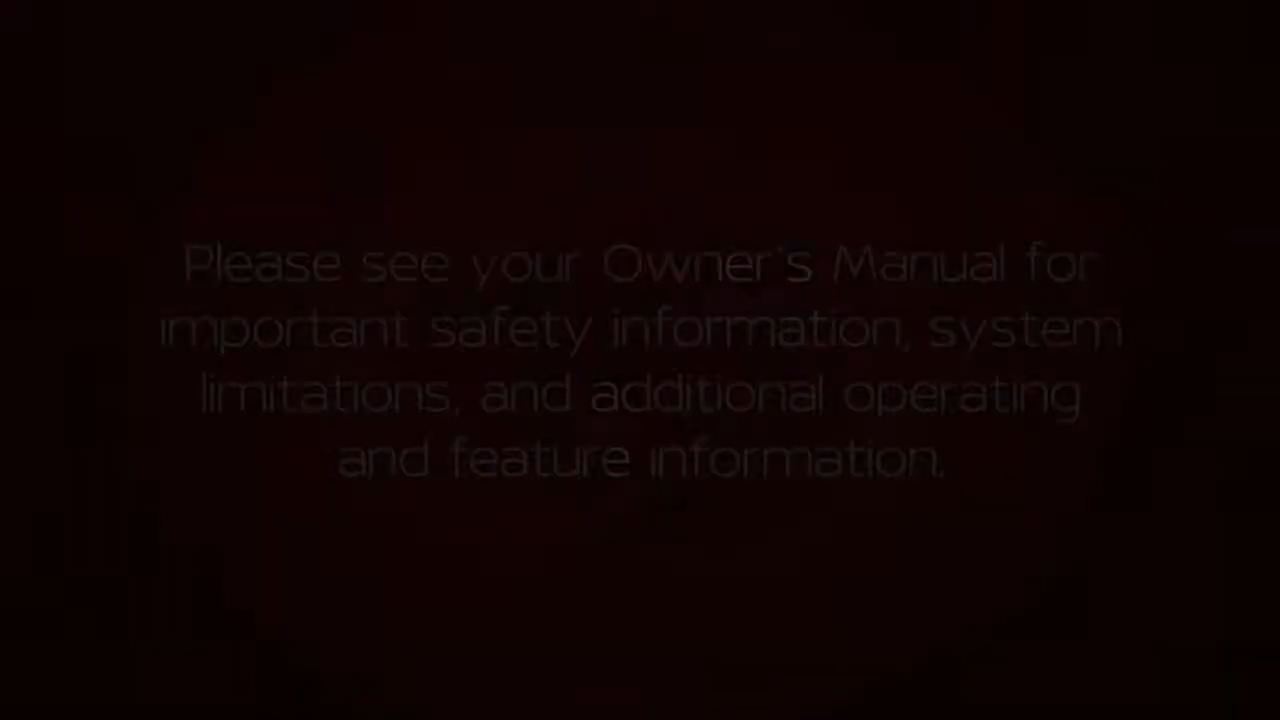 Please see your Owner's Manual for
important safety information, system
limitations, and additional operating
and feature information.